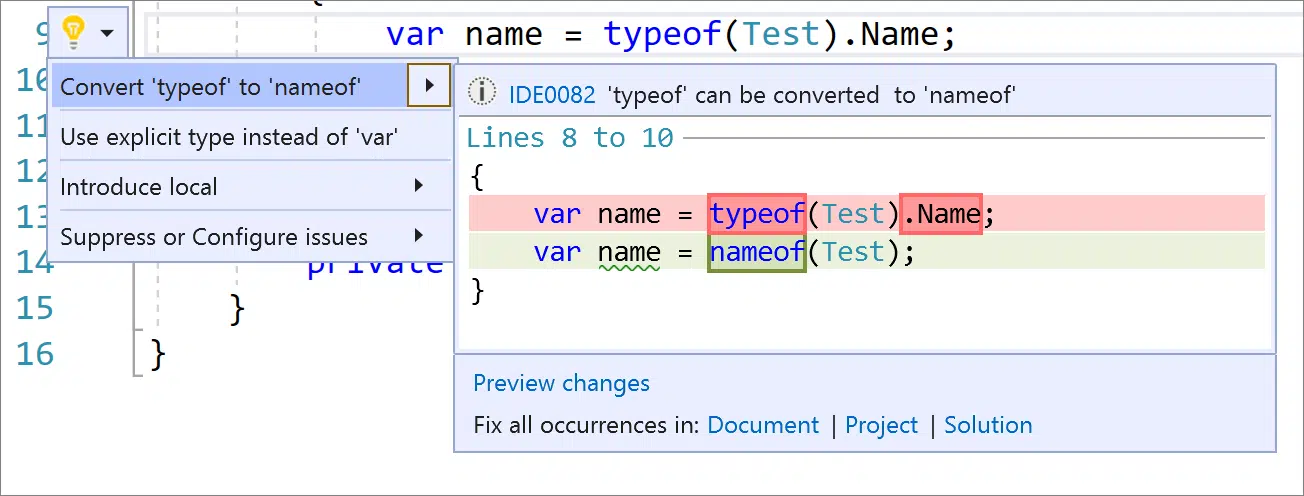 {
9 var name = typeof(Test).Name;
10
11
12
13
14 private
15 }
16 }
Convert 'typeof' to 'nameof'
Use explicit type instead of 'var'
Introduce local
Suppress or Configure issues
IDE0082 'typeof' can be converted to 'nameof'
Lines 8 to 10
{
var name = typeof(Test).Name;
var name = nameof(Test);
}
Preview changes
Fix all occurrences in: Document | Project | Solution